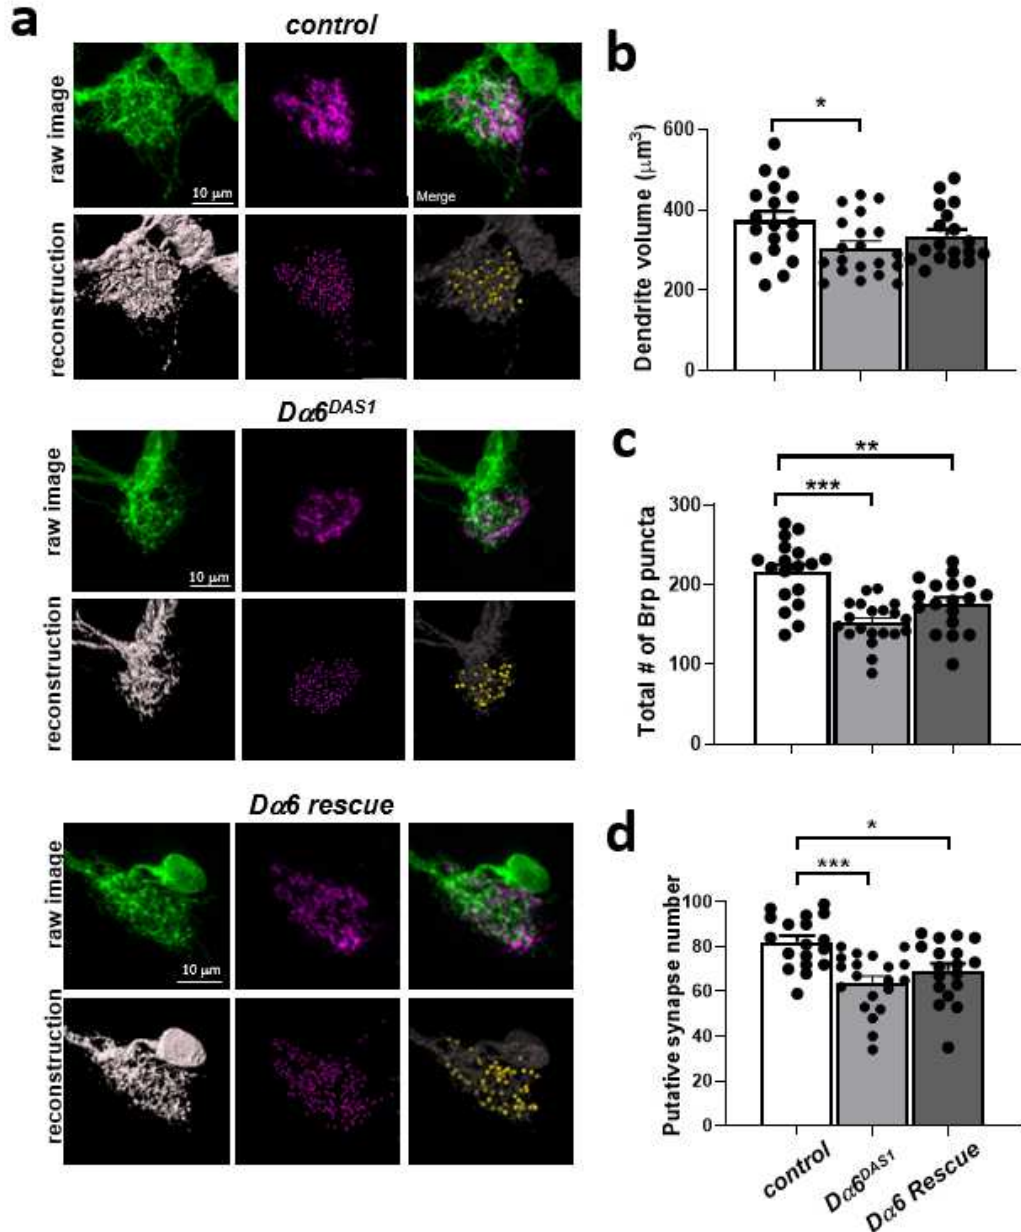 a
control
raw image
10 μm
Merge
reconstruction
Dα6DAS1
raw image
10 μm
reconstruction
Dα6 rescue
raw image
10 μm
reconstruction
b
*
Dendrite volume (μm3)
600
400
200
0
c
**
***
Total # of Brp puncta
300
200
100
0
d
*
***
Putative synapse number
100
80
60
40
20
0
control
Dα6DAS1
Dα6 Rescue